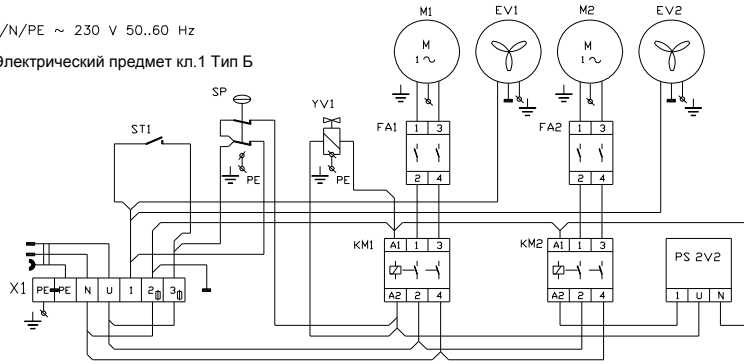 M1 EV1 M2 EV2
/N/PE ~ 230 V 50..60 Hz
Электрический предмет кл.1 Тип Б
M M
1~ 1~
SP
YV1
ST1
FA1 1 3 FA2 1 3
2 4 2 4
PE PE
KM1 A1 1 3 KM2 A1 1 3
PS 2V2
X1 PE PE N U 1 2 3
A2 2 4 A2 2 4 1 U N